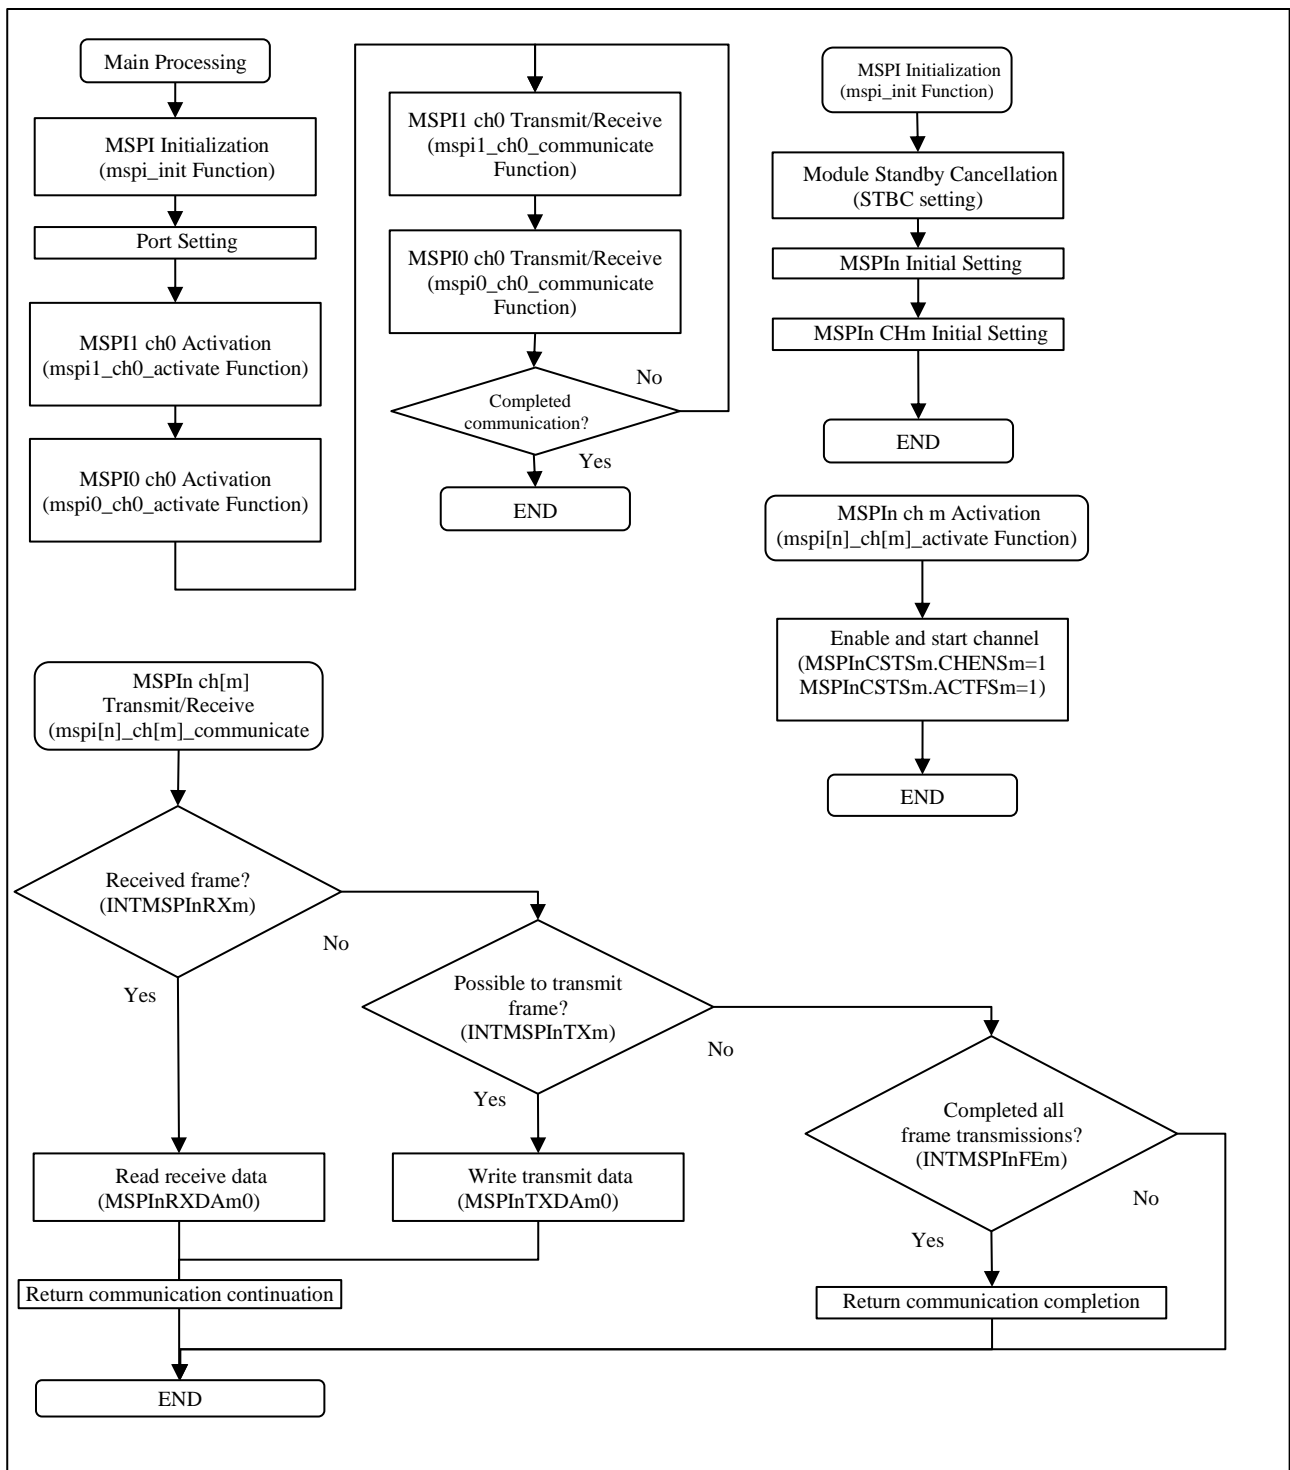 Main Processing
MSPI Initialization
(mspi_init Function)
Port Setting
MSPI1 ch0 Activation
(mspi1_ch0_activate Function)
MSPI0 ch0 Activation
(mspi0_ch0_activate Function)
MSPI1 ch0 Transmit/Receive
(mspi1_ch0_communicate
Function)
MSPI0 ch0 Transmit/Receive
(mspi0_ch0_communicate
Function)
No
Completed
communication?
Yes
END
MSPI Initialization
(mspi_init Function)
Module Standby Cancellation
(STBC setting)
MSPIn Initial Setting
MSPIn CHm Initial Setting
END
MSPIn ch m Activation
(mspi[n]_ch[m]_activate Function)
Enable and start channel
(MSPInCSTSm.CHENSm=1
MSPInCSTSm.ACTFSm=1)
END
MSPIn ch[m]
Transmit/Receive
(mspi[n]_ch[m]_communicate
Received frame?
(INTMSPInRXm)
No
Yes
Possible to transmit
frame?
(INTMSPInTXm)
No
Yes
Completed all
frame transmissions?
(INTMSPInFEm)
No
Yes
Read receive data
(MSPInRXDAm0)
Write transmit data
(MSPInTXDAm0)
Return communication continuation
Return communication completion
END